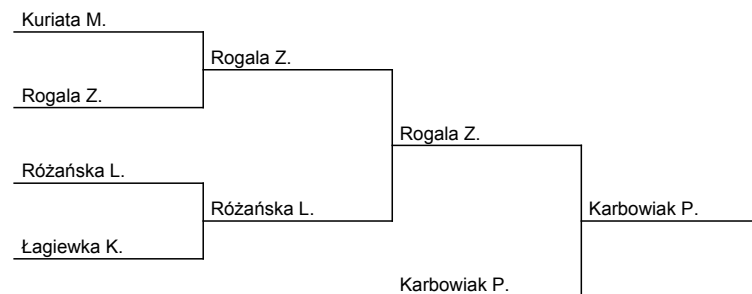 Kuriata M.
Rogala Z.
Rogala Z.
Rogala Z.
Różańska L.
Różańska L.
Karbowiak P.
Łagiewka K.
Karbowiak P.